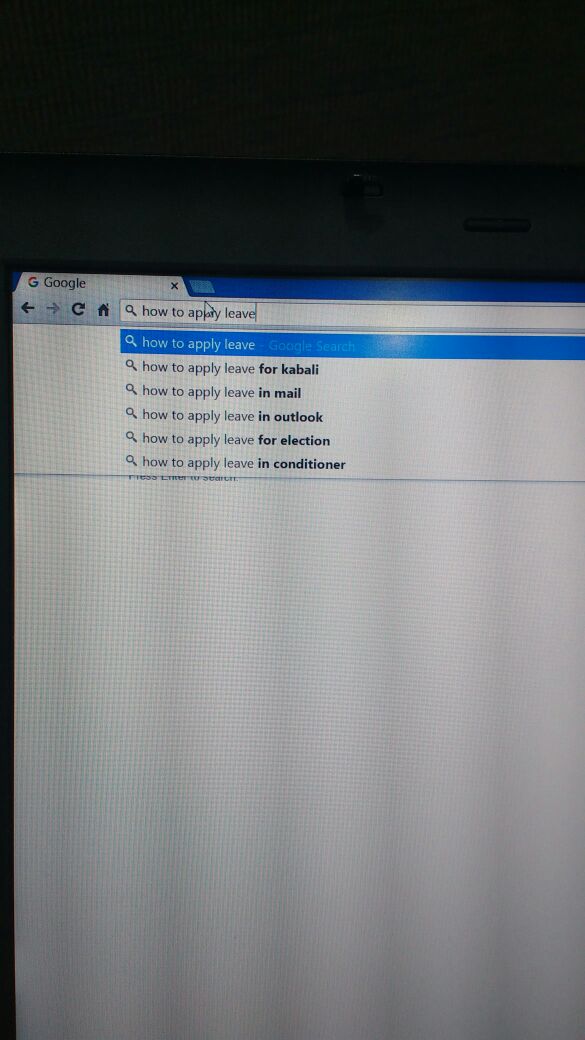 Google
how to apply leave
how to apply leave - Google Search
how to apply leave for kabali
how to apply leave in mail
how to apply leave in outlook
how to apply leave for election
how to apply leave in conditioner
Press Enter to search.